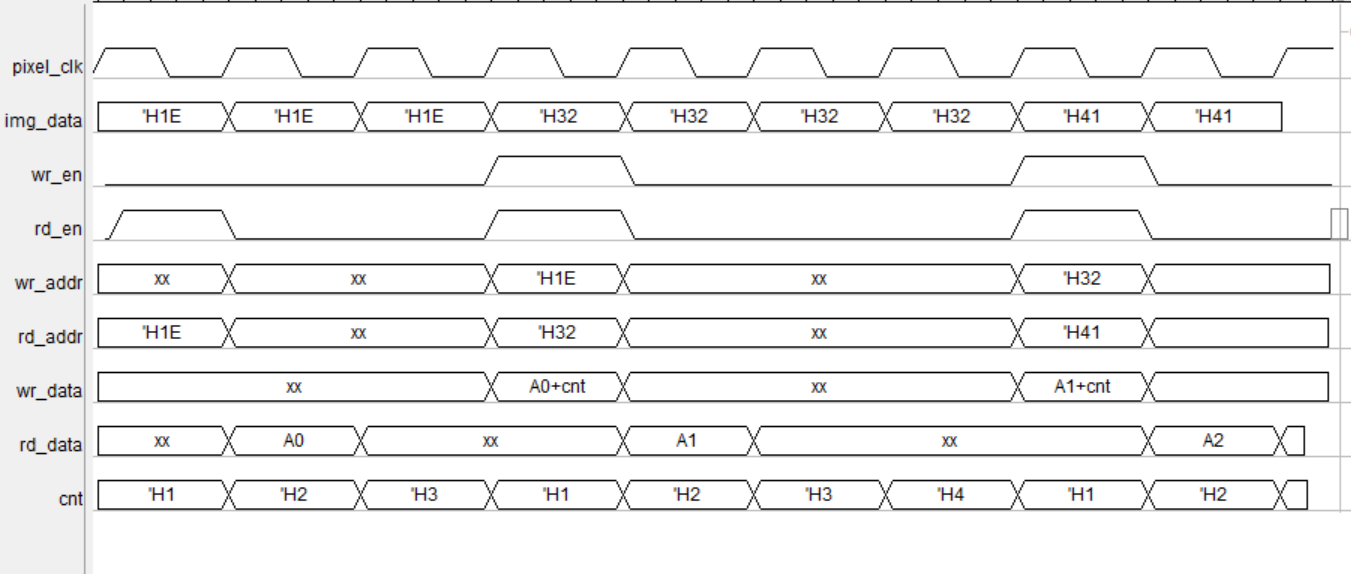 pixel_clk
img_data 'H1E 'H1E 'H1E 'H32 'H32 'H32 'H32 'H41 'H41
wr_en
rd_en
wr_addr xx xx 'H1E xx 'H32
rd_addr 'H1E xx 'H32 xx 'H41
wr_data xx A0+cnt xx A1+cnt
rd_data xx A0 xx A1 xx A2
cnt 'H1 'H2 'H3 'H1 'H2 'H3 'H4 'H1 'H2